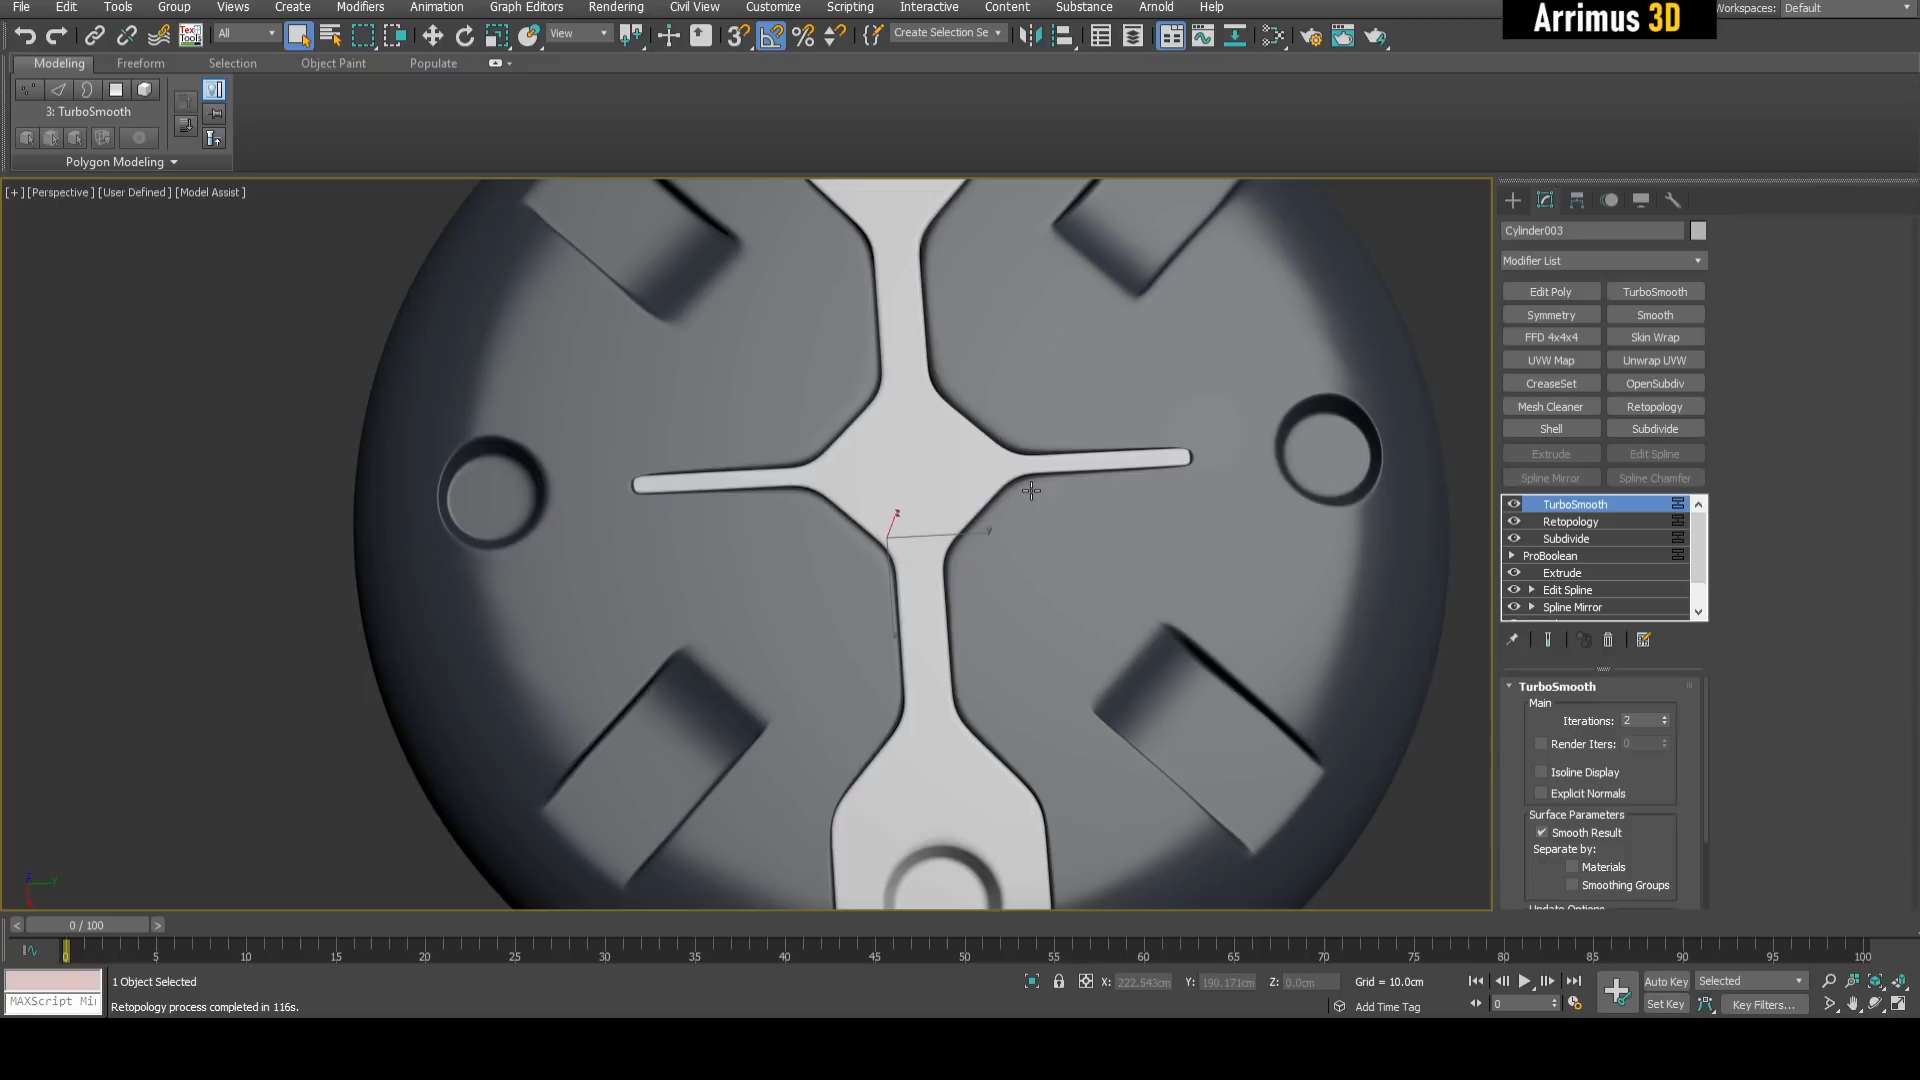 File Edit Tools Group Views Create Modifiers Animation Graph Editors Rendering Civil View Customize Scripting Interactive Content Substance Arnold Help
Arrimus 3D
Workspaces: Default
All
View
Create Selection Se
Modeling Freeform Selection Object Paint Populate
3: TurboSmooth
Polygon Modeling
[+] [Perspective] [User Defined] [Model Assist]
Cylinder003
Modifier List
Edit Poly TurboSmooth
Symmetry Smooth
FFD 4x4x4 Skin Wrap
UVW Map Unwrap UVW
CreaseSet OpenSubdiv
Mesh Cleaner Retopology
Shell Subdivide
Extrude Edit Spline
Spline Mirror Spline Chamfer
TurboSmooth
Retopology
Subdivide
ProBoolean
Extrude
Edit Spline
Spline Mirror
TurboSmooth
Main
Iterations: 2
Render Iters: 0
Isoline Display
Explicit Normals
Surface Parameters
Smooth Result
Separate by:
Materials
Smoothing Groups
Update Options
z
y
z
y
< 0 / 100 >
0 5 10 15 20 25 30 35 40 45 50 55 60 65 70 75 80 85 90 95 100
1 Object Selected
X: 222.543cm Y: 190.171cm Z: 0.0cm Grid = 10.0cm
Auto Key Selected
MAXScript Mi
Retopology process completed in 116s.
Add Time Tag
0
Set Key Key Filters...